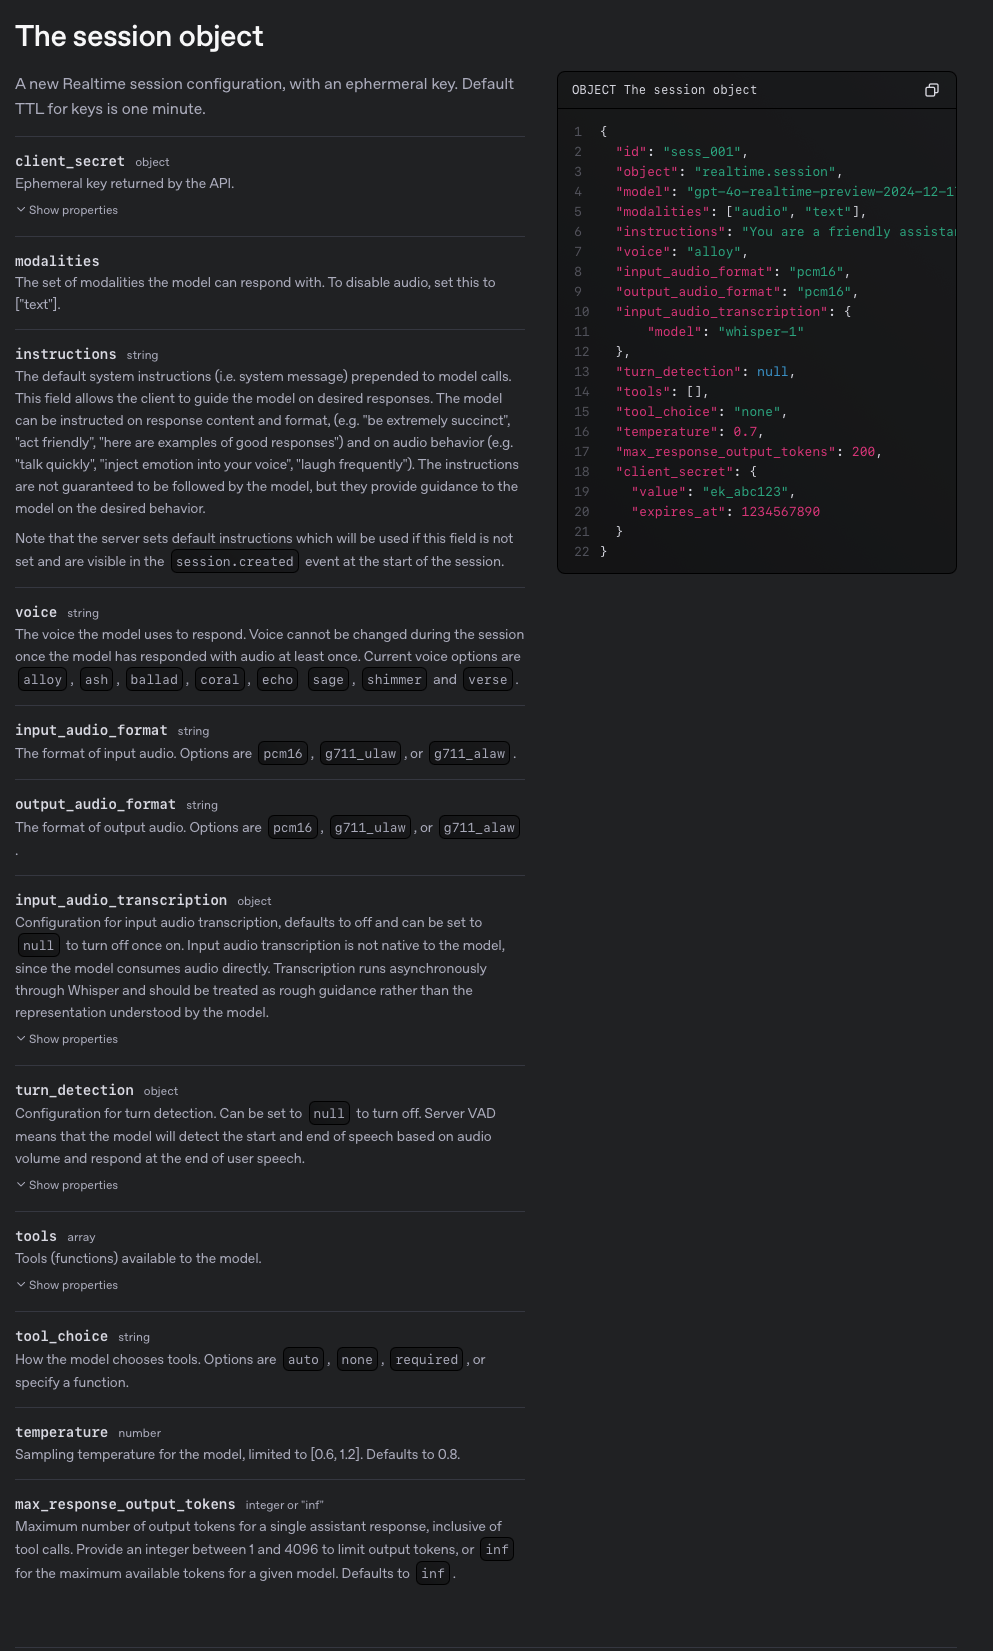 The session object
A new Realtime session configuration, with an ephermeral key. Default
TTL for keys is one minute.
client_secret object
Ephemeral key returned by the API.
Show properties
modalities
The set of modalities the model can respond with. To disable audio, set this to
["text"].
instructions string
The default system instructions (i.e. system message) prepended to model calls.
This field allows the client to guide the model on desired responses. The model
can be instructed on response content and format, (e.g. "be extremely succinct",
"act friendly", "here are examples of good responses") and on audio behavior (e.g.
"talk quickly", "inject emotion into your voice", "laugh frequently"). The instructions
are not guaranteed to be followed by the model, but they provide guidance to the
model on the desired behavior.
Note that the server sets default instructions which will be used if this field is not
set and are visible in the session.created event at the start of the session.
voice string
The voice the model uses to respond. Voice cannot be changed during the session
once the model has responded with audio at least once. Current voice options are
alloy, ash, ballad, coral, echo sage, shimmer and verse.
input_audio_format string
The format of input audio. Options are pcm16, g711_ulaw, or g711_alaw.
output_audio_format string
The format of output audio. Options are pcm16, g711_ulaw, or g711_alaw
.
input_audio_transcription object
Configuration for input audio transcription, defaults to off and can be set to
null to turn off once on. Input audio transcription is not native to the model,
since the model consumes audio directly. Transcription runs asynchronously
through Whisper and should be treated as rough guidance rather than the
representation understood by the model.
Show properties
turn_detection object
Configuration for turn detection. Can be set to null to turn off. Server VAD
means that the model will detect the start and end of speech based on audio
volume and respond at the end of user speech.
Show properties
tools array
Tools (functions) available to the model.
Show properties
tool_choice string
How the model chooses tools. Options are auto, none, required, or
specify a function.
temperature number
Sampling temperature for the model, limited to [0.6, 1.2]. Defaults to 0.8.
max_response_output_tokens integer or "inf"
Maximum number of output tokens for a single assistant response, inclusive of
tool calls. Provide an integer between 1 and 4096 to limit output tokens, or inf
for the maximum available tokens for a given model. Defaults to inf.
OBJECT The session object
1 {
2 "id": "sess_001",
3 "object": "realtime.session",
4 "model": "gpt-4o-realtime-preview-2024-12-1
5 "modalities": ["audio", "text"],
6 "instructions": "You are a friendly
7 "voice": "alloy",
8 "input_audio_format": "pcm16",
9 "output_audio_format": "pcm16",
10 "input_audio_transcription": {
11 "model": "whisper-1"
12 },
13 "turn_detection": null,
14 "tools": [],
15 "tool_choice": "none",
16 "temperature": 0.7,
17 "max_response_output_tokens": 200,
18 "client_secret": {
19 "value": "ek_abc123",
20 "expires_at": 1234567890
21 }
22 }